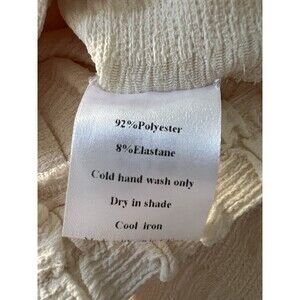 92%Polyester
8%Elastane
Cold hand wash only
Dry in shade
Cool iron